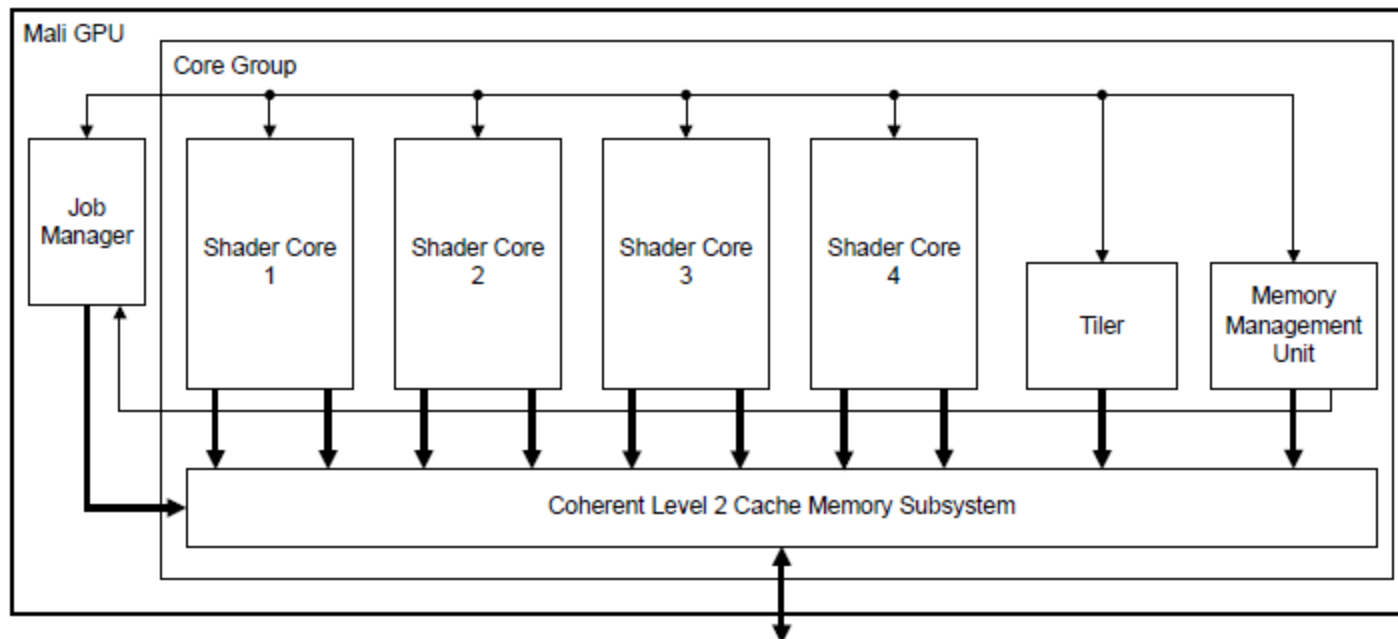 Mali GPU
Core Group
Job
Manager
Shader Core
1
Shader Core
2
Shader Core
3
Shader Core
4
Tiler
Memory
Management
Unit
Coherent Level 2 Cache Memory Subsystem